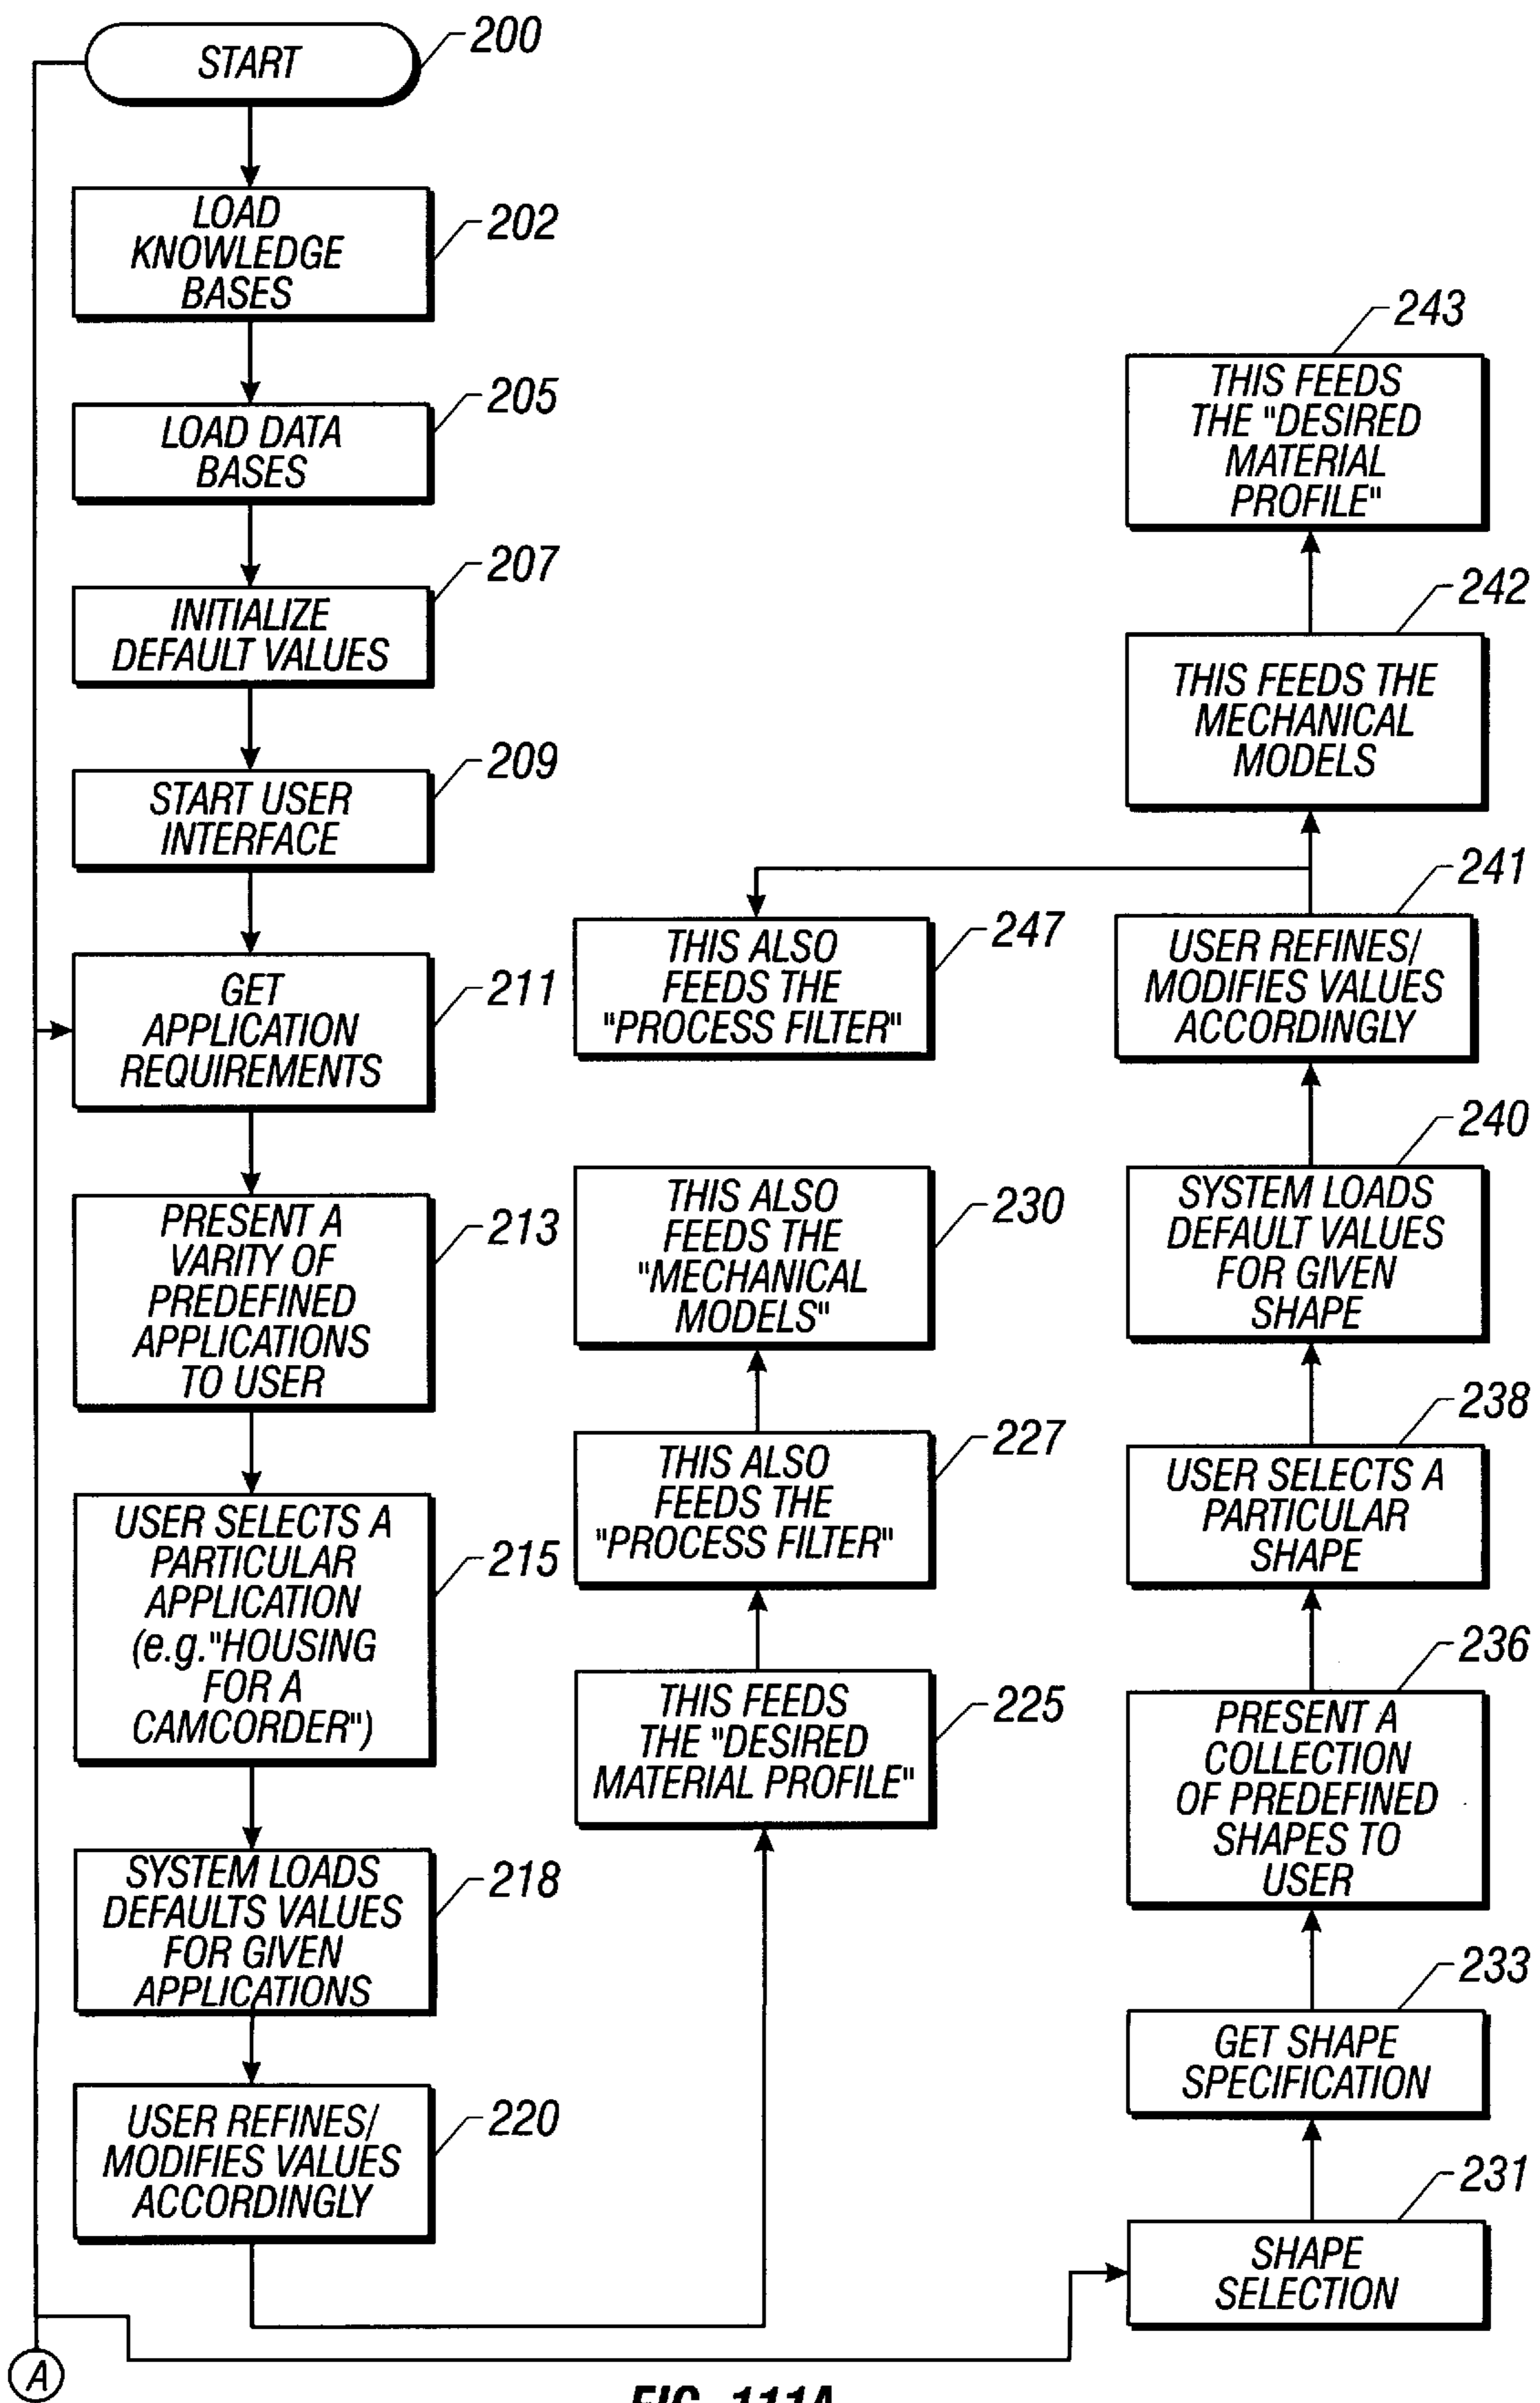 START
200
LOAD
KNOWLEDGE
BASES
202
LOAD DATA
BASES
205
INITIALIZE
DEFAULT VALUES
207
START USER
INTERFACE
209
GET
APPLICATION
REQUIREMENTS
211
PRESENT A
VARITY OF
PREDEFINED
APPLICATIONS
TO USER
213
USER SELECTS A
PARTICULAR
APPLICATION
(e.g."HOUSING
FOR A
CAMCORDER")
215
SYSTEM LOADS
DEFAULTS VALUES
FOR GIVEN
APPLICATIONS
218
USER REFINES/
MODIFIES VALUES
ACCORDINGLY
220
A
THIS ALSO
FEEDS THE
"PROCESS FILTER"
247
THIS ALSO
FEEDS THE
"MECHANICAL
MODELS"
230
THIS ALSO
FEEDS THE
"PROCESS FILTER"
227
THIS FEEDS
THE "DESIRED
MATERIAL PROFILE"
225
243
THIS FEEDS
THE "DESIRED
MATERIAL
PROFILE"
242
THIS FEEDS THE
MECHANICAL
MODELS
241
USER REFINES/
MODIFIES VALUES
ACCORDINGLY
240
SYSTEM LOADS
DEFAULT VALUES
FOR GIVEN
SHAPE
238
USER SELECTS A
PARTICULAR
SHAPE
236
PRESENT A
COLLECTION
OF PREDEFINED
SHAPES TO
USER
233
GET SHAPE
SPECIFICATION
231
SHAPE
SELECTION
FIG. 111A